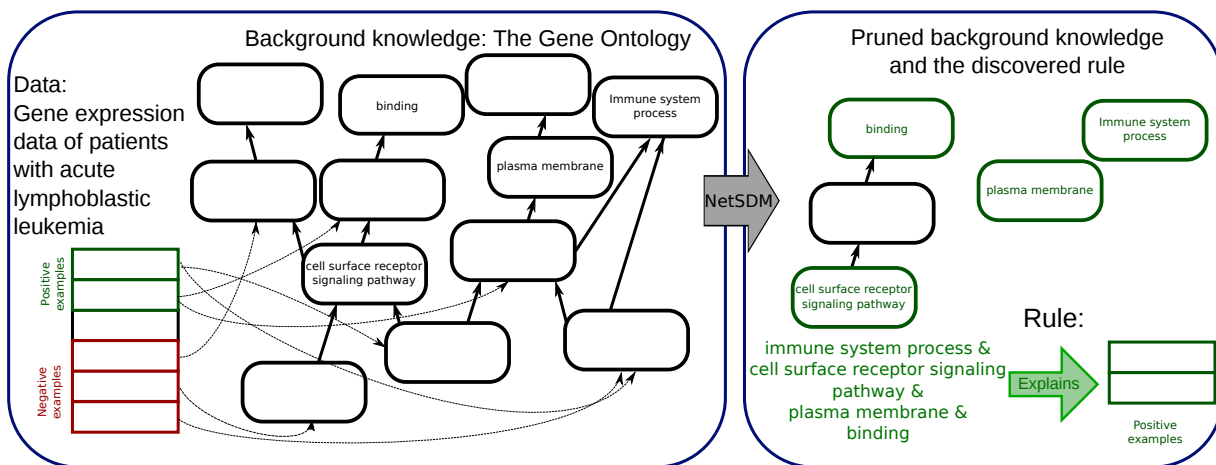 Background knowledge: The Gene Ontology
Data:
Gene expression
data of patients
with acute
lymphoblastic
leukemia
binding
Immune system
process
plasma membrane
cell surface receptor
signaling pathway
Positive
examples
Negative
examples
NetSDM
Pruned background knowledge
and the discovered rule
binding
Immune system
process
plasma membrane
cell surface receptor
signaling pathway
Rule:
immune system process &
cell surface receptor signaling
pathway &
plasma membrane &
binding
Explains
Positive
examples